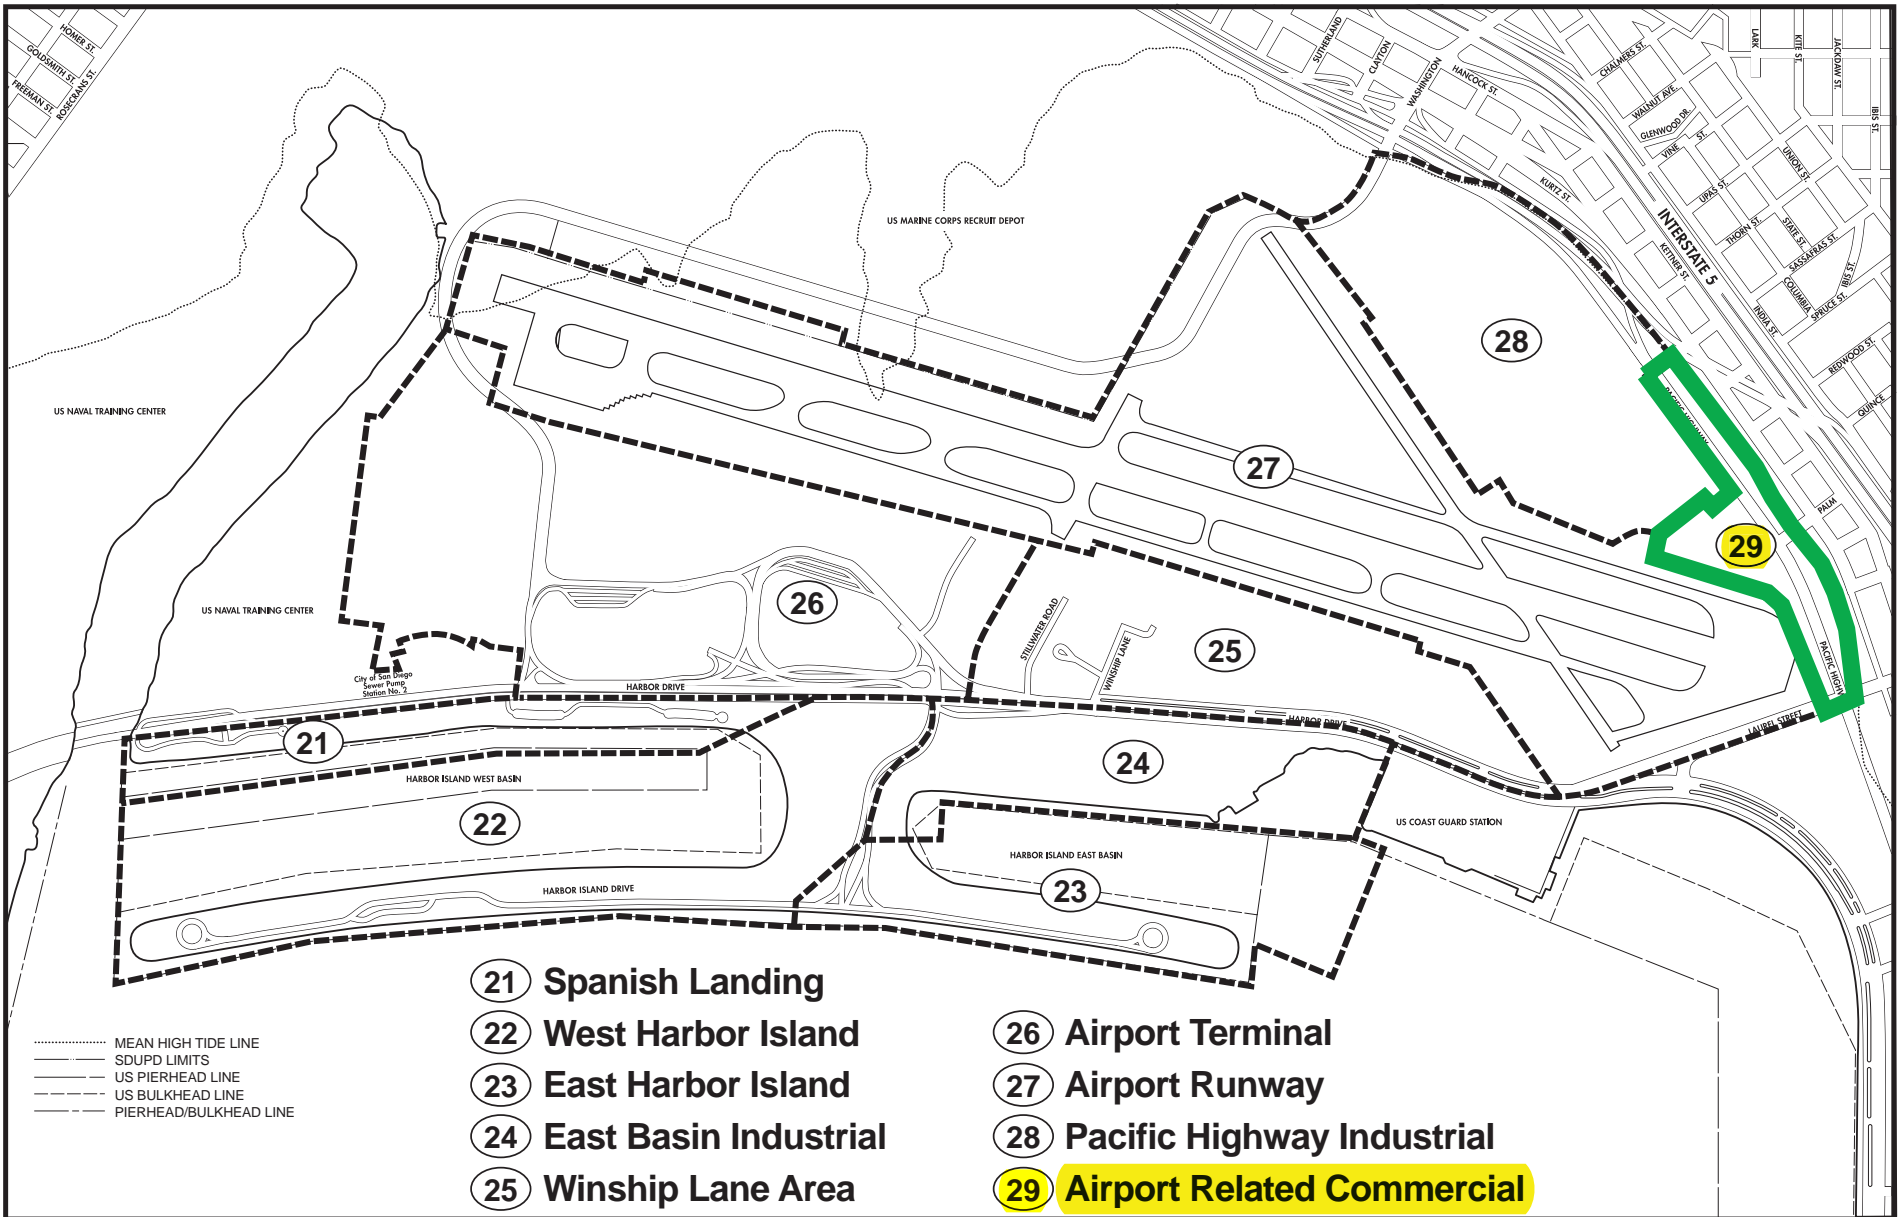 HOMER ST.
GOLDSMITH ST.
FREEMAN ST.
ROSECRANS ST.
SUTHERLAND
CLAYTON
WASHINGTON
HANCOCK ST.
CHALMERS ST.
WALNUT AVE.
GLENWOOD DR.
VINE ST.
LARK
KITE ST.
JACKDAW ST.
IBIS ST.
UNION ST.
UPAS ST.
KURTZ ST.
THORN ST.
STATE ST.
SASSAFRAS ST.
IBIS ST.
INTERSTATE 5
KETTNER ST.
COLUMBIA
SPRUCE ST.
INDIA ST.
REDWOOD ST.
QUINCE
PALM
US MARINE CORPS RECRUIT DEPOT
28
US NAVAL TRAINING CENTER
PACIFIC HIGHWAY
27
29
26
US NAVAL TRAINING CENTER
STILLWATER ROAD
WINSHIP LANE
25
City of San Diego
Sewer Pump
Station No. 2
HARBOR DRIVE
PACIFIC HIGHW
HARBOR DRIVE
LAUREL STREET
21
24
HARBOR ISLAND WEST BASIN
22
US COAST GUARD STATION
HARBOR ISLAND EAST BASIN
HARBOR ISLAND DRIVE
23
MEAN HIGH TIDE LINE
SDUPD LIMITS
US PIERHEAD LINE
US BULKHEAD LINE
PIERHEAD/BULKHEAD LINE
21 Spanish Landing
22 West Harbor Island
23 East Harbor Island
24 East Basin Industrial
25 Winship Lane Area
26 Airport Terminal
27 Airport Runway
28 Pacific Highway Industrial
29 Airport Related Commercial